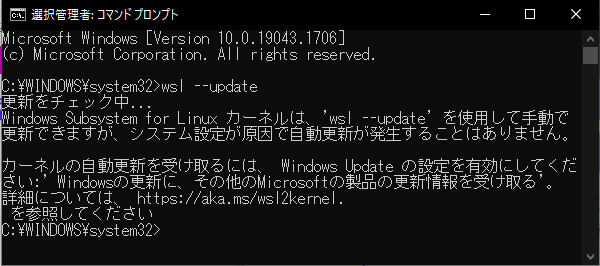 選択管理者: コマンド プロンプト
Microsoft Windows [Version 10.0.19043.1706]
(c) Microsoft Corporation. All rights reserved.
C:¥WINDOWS¥system32>wsl --update
更新をチェック中...
Windows Subsystem for Linux カーネルは、'wsl --update' を使用して手動で
更新できますが、システム設定が原因で自動更新が発生することはありません。
カーネルの自動更新を受け取るには、 Windows Update の設定を有効にしてくだ
さい:' Windowsの更新に、その他のMicrosoftの製品の更新情報を受け取る'。
詳細については、 https://aka.ms/wsl2kernel.
を参照してください
C:¥WINDOWS¥system32>